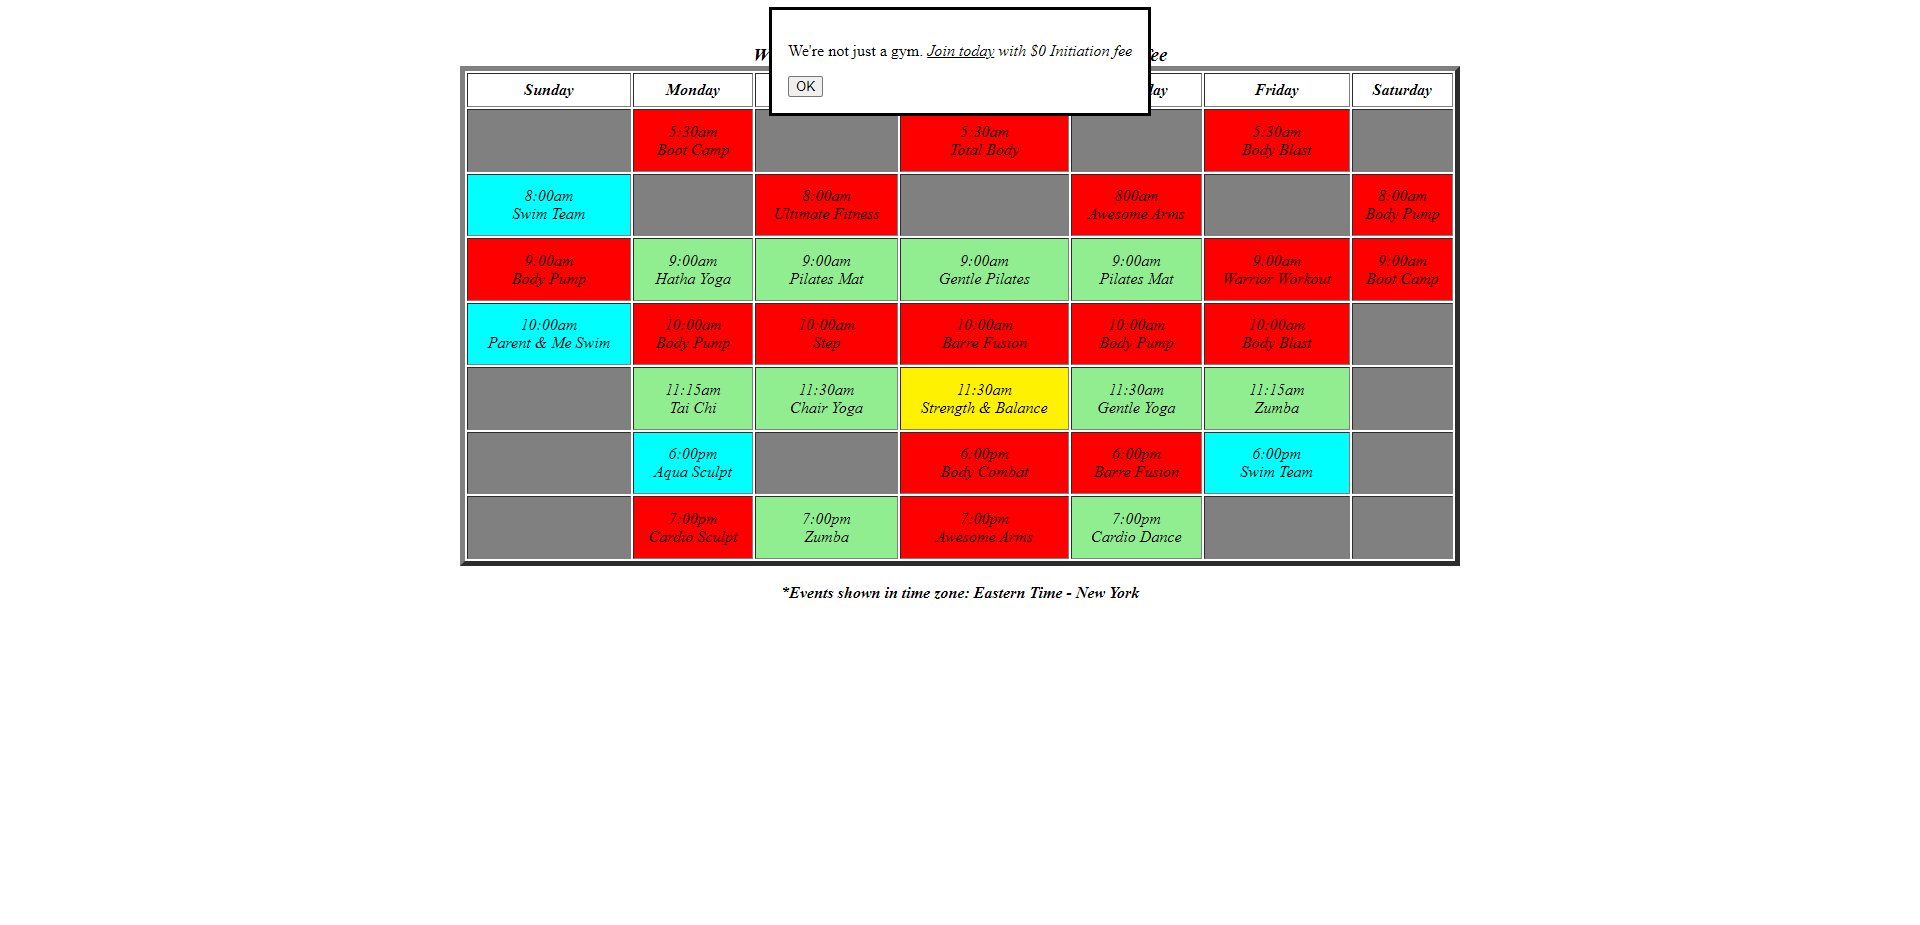 We're not just a gym. Join today with $0 Initiation fee
OK
Sunday Monday Friday Saturday
5:30am 5:30am 5:30am
Boot Camp Total Body Body Blast
8:00am 8:00am 800am 8:00am
Swim Team Ultimate Fitness Awesome Arms Body Pump
9:00am 9:00am 9:00am 9:00am 9:00am 9:00am 9:00am
Body Pump Hatha Yoga Pilates Mat Gentle Pilates Pilates Mat Warrior Workout Boot Camp
10:00am 10:00am 10:00am 10:00am 10:00am 10:00am
Parent & Me Swim Body Pump Step Barre Fusion Body Pump Body Blast
11:15am 11:30am 11:30am 11:30am 11:15am
Tai Chi Chair Yoga Strength & Balance Gentle Yoga Zumba
6:00pm 6:00pm 6:00pm 6:00pm
Aqua Sculpt Body Combat Barre Fusion Swim Team
7:00pm 7:00pm 7:00pm 7:00pm
Cardio Sculpt Zumba Awesome Arms Cardio Dance
*Events shown in time zone: Eastern Time - New York